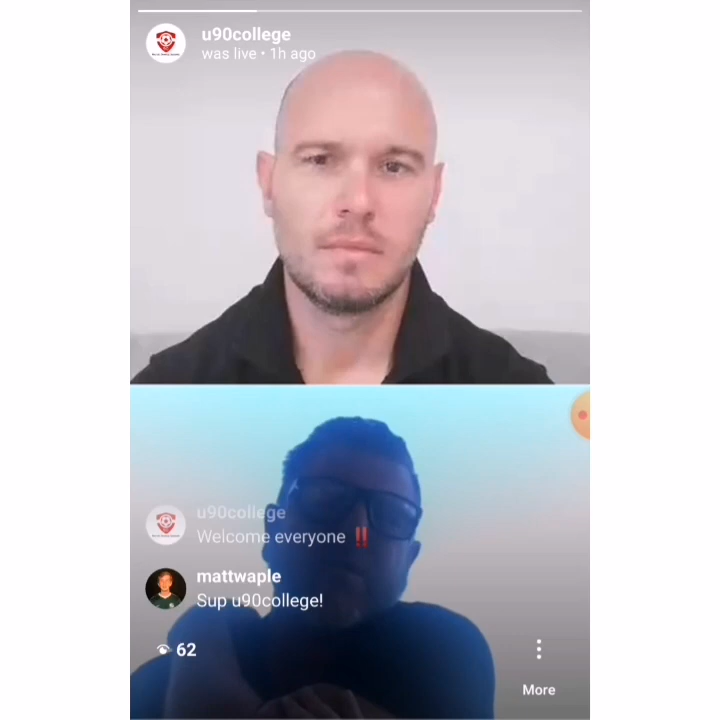 u90college
was live • 1h ago
u90college
Welcome everyone ‼️
mattwaple
Sup u90college!
62
More